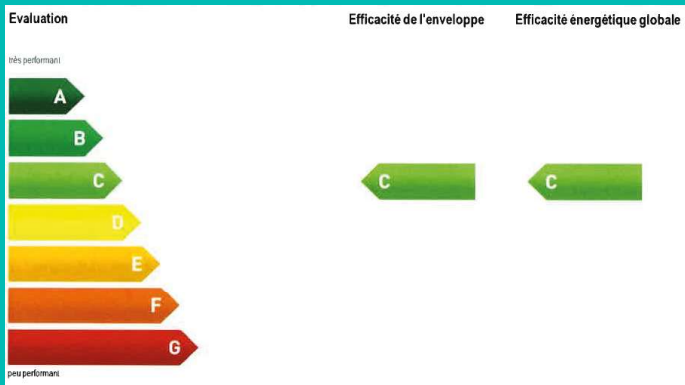 Evaluation Efficacité de l'enveloppe Efficacité énergétique globale
très performant
A
B
C C C
D
E
F
G
peu performant